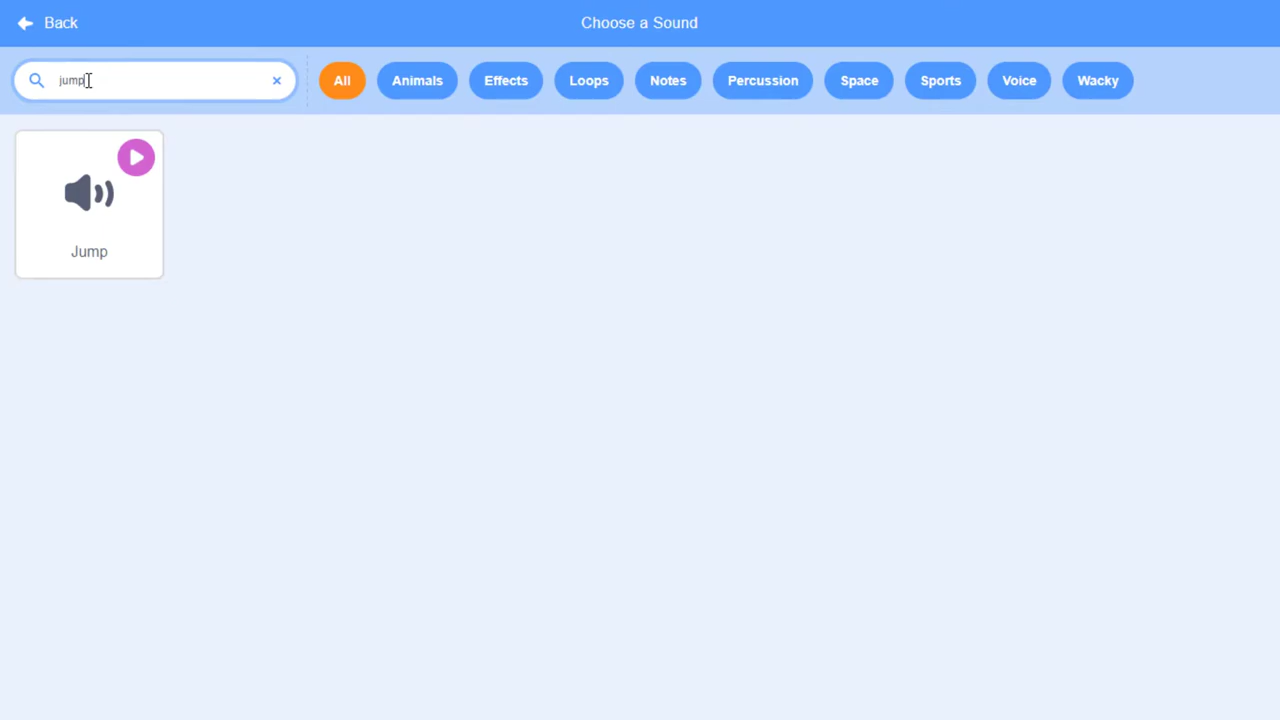 Back
Choose a Sound
jump
All
Animals
Effects
Loops
Notes
Percussion
Space
Sports
Voice
Wacky
Jump